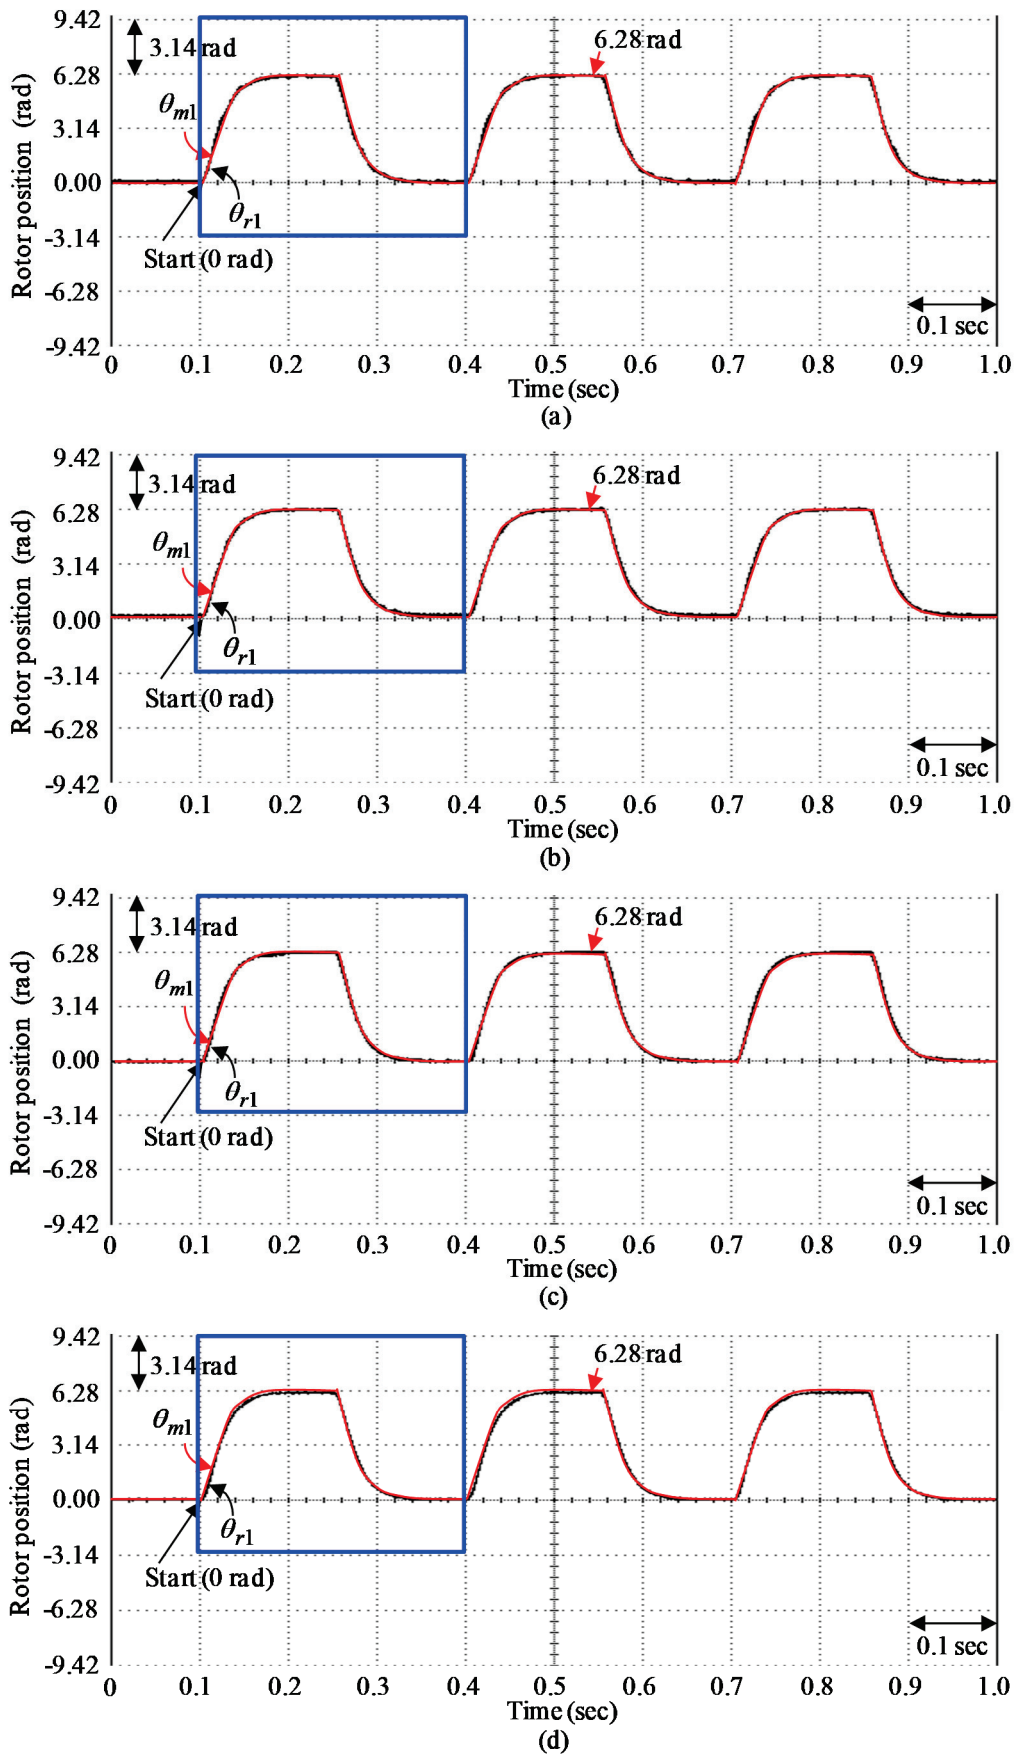 9.42
3.14 rad
6.28 rad
6.28
θm1
3.14
0.00
θr1
-3.14
Start (0 rad)
-6.28
0.1 sec
-9.42
Rotor position (rad)
0 0.1 0.2 0.3 0.4 0.5 0.6 0.7 0.8 0.9 1.0
Time (sec)
(a)
9.42
3.14 rad
6.28 rad
6.28
θm1
3.14
0.00
θr1
-3.14
Start (0 rad)
-6.28
0.1 sec
-9.42
Rotor position (rad)
0 0.1 0.2 0.3 0.4 0.5 0.6 0.7 0.8 0.9 1.0
Time (sec)
(b)
9.42
3.14 rad
6.28 rad
6.28
θm1
3.14
0.00
θr1
-3.14
Start (0 rad)
-6.28
0.1 sec
-9.42
Rotor position (rad)
0 0.1 0.2 0.3 0.4 0.5 0.6 0.7 0.8 0.9 1.0
Time (sec)
(c)
9.42
3.14 rad
6.28 rad
6.28
θm1
3.14
0.00
θr1
-3.14
Start (0 rad)
-6.28
0.1 sec
-9.42
Rotor position (rad)
0 0.1 0.2 0.3 0.4 0.5 0.6 0.7 0.8 0.9 1.0
Time (sec)
(d)